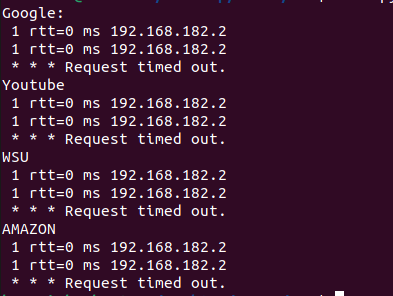 Google:
 1 rtt=0 ms 192.168.182.2
 1 rtt=0 ms 192.168.182.2
 * * * Request timed out.
Youtube
 1 rtt=0 ms 192.168.182.2
 1 rtt=0 ms 192.168.182.2
 * * * Request timed out.
WSU
 1 rtt=0 ms 192.168.182.2
 1 rtt=0 ms 192.168.182.2
 * * * Request timed out.
AMAZON
 1 rtt=0 ms 192.168.182.2
 1 rtt=0 ms 192.168.182.2
 * * * Request timed out.